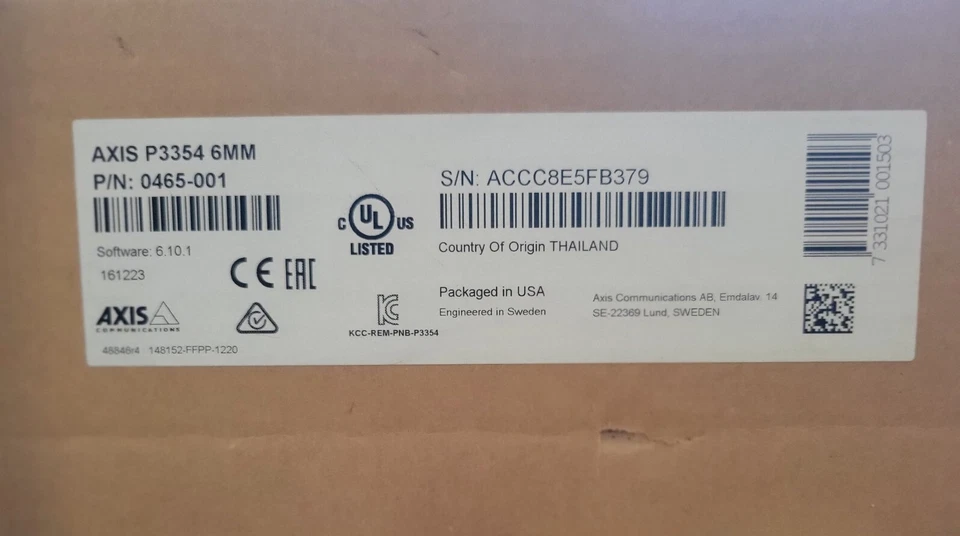 AXIS P3354 6MM
P/N: 0465-001
Software: 6.10.1
161223
CE EAC
AXIS
COMMUNICATIONS
46846r4 148152-FFPP-1220
C UL US
LISTED
KCC-REM-PNB-P3354
S/N: ACCC8E5FB379
Country Of Origin THAILAND
Packaged in USA
Engineered in Sweden
Axis Communications AB, Emdalav. 14
SE-22369 Lund, SWEDEN
7 331021 001503